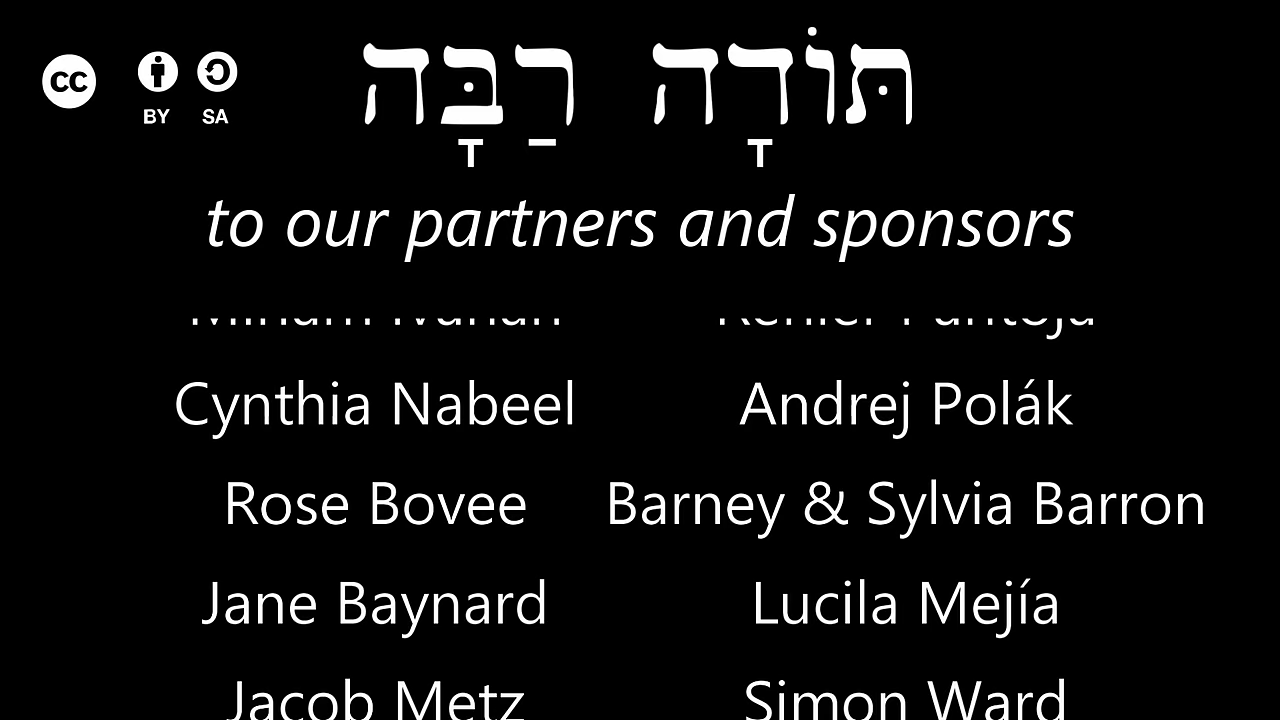 cc BY SA
תּוֹדָה רַבָּה
to our partners and sponsors
Cynthia Nabeel Andrej Polák
Rose Bovee Barney & Sylvia Barron
Jane Baynard Lucila Mejía
Jacob Metz Simon Ward